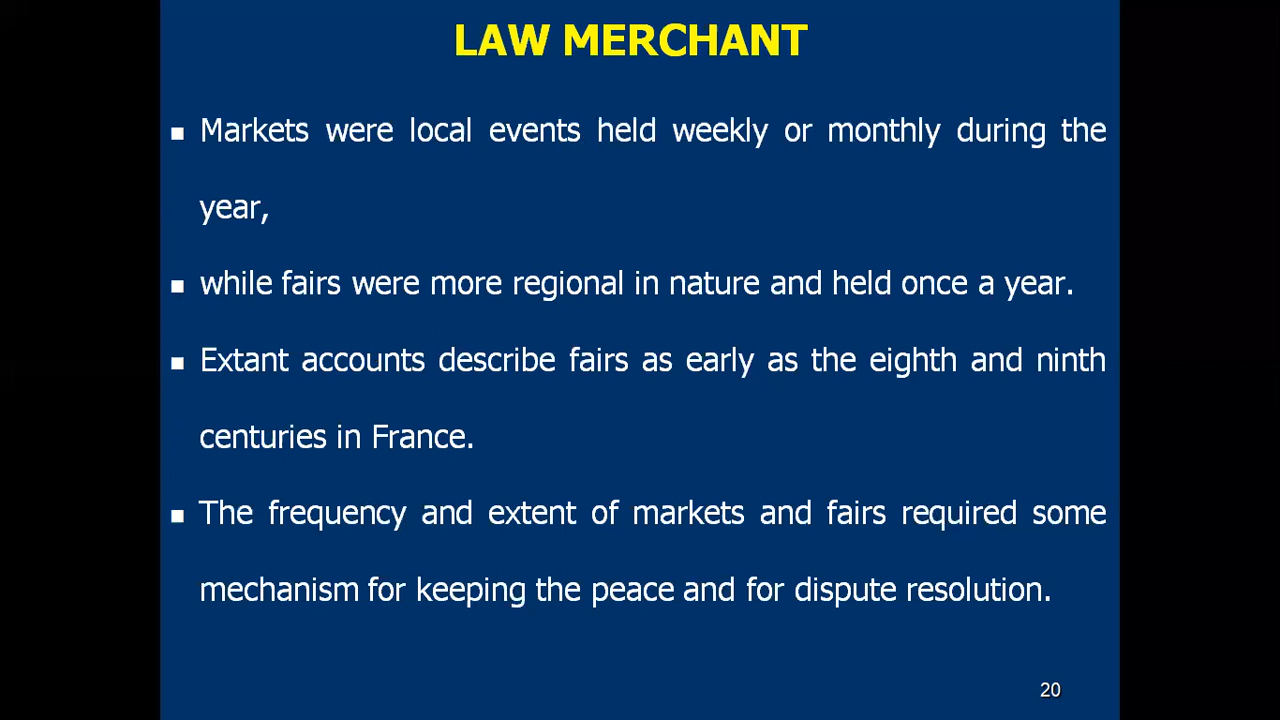 LAW MERCHANT
▪ Markets were local events held weekly or monthly during the
year,
▪ while fairs were more regional in nature and held once a year.
▪ Extant accounts describe fairs as early as the eighth and ninth
centuries in France.
▪ The frequency and extent of markets and fairs required some
mechanism for keeping the peace and for dispute resolution.
20